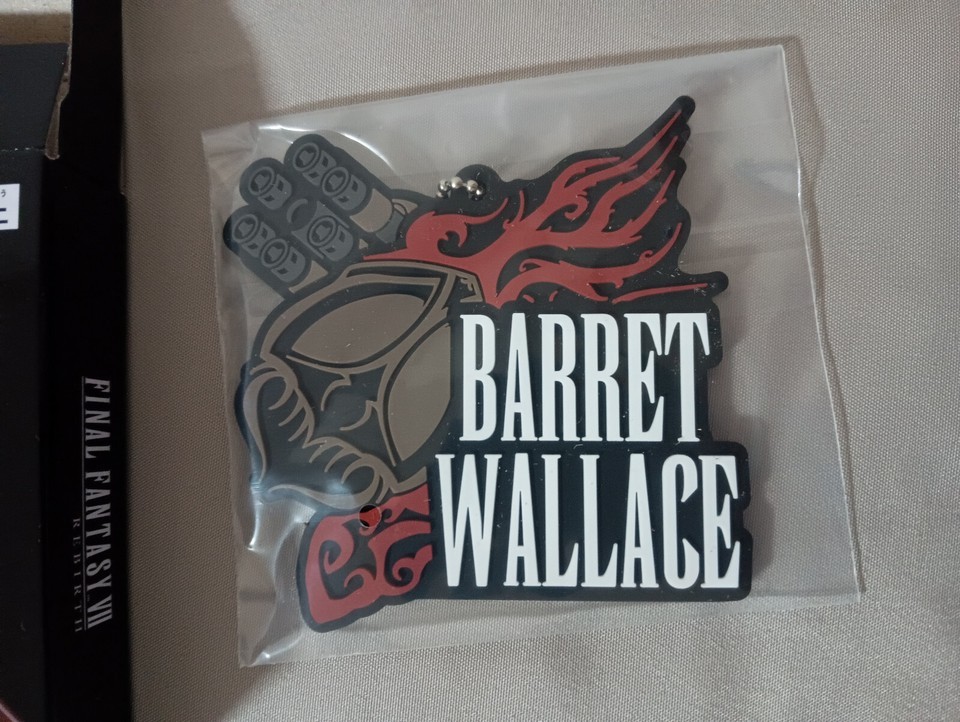 BARRET
WALLACE
FINAL FANTASY VII
REBIRTH